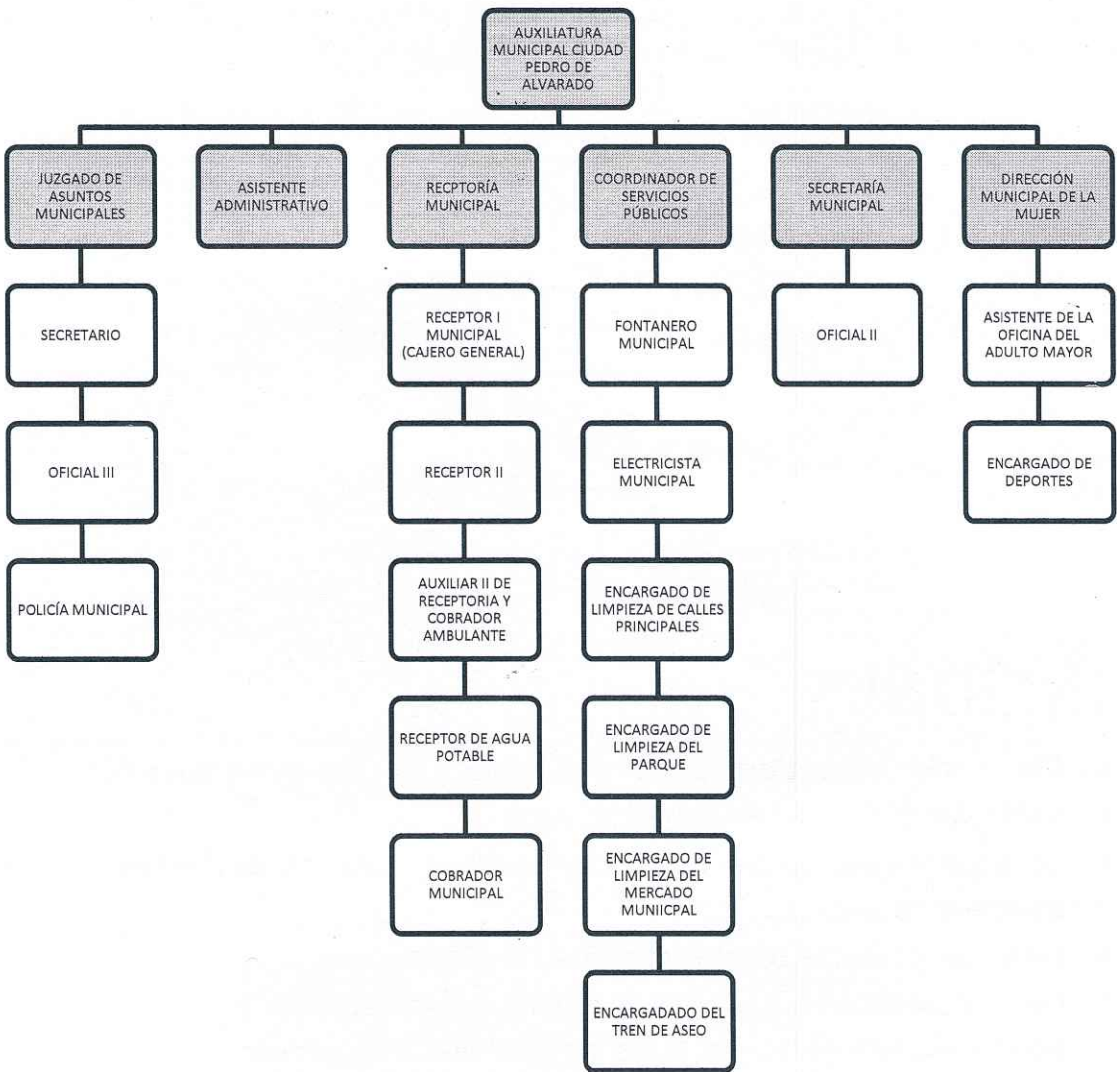 AUXILIATURA
MUNICIPAL CIUDAD
PEDRO DE
ALVARADO
JUZGADO DE
ASUNTOS
MUNICIPALES
ASISTENTE
ADMINISTRATIVO
RECPTORÍA
MUNICIPAL
COORDINADOR DE
SERVICIOS
PÚBLICOS
SECRETARÍA
MUNICIPAL
DIRECCIÓN
MUNICIPAL DE LA
MUJER
SECRETARIO
RECEPTOR I
MUNICIPAL
(CAJERO GENERAL)
FONTANERO
MUNICIPAL
OFICIAL II
ASISTENTE DE LA
OFICINA DEL
ADULTO MAYOR
OFICIAL III
RECEPTOR II
ELECTRICISTA
MUNICIPAL
ENCARGADO DE
DEPORTES
POLICÍA MUNICIPAL
AUXILIAR II DE
RECEPTORIA Y
COBRADOR
AMBULANTE
ENCARGADO DE
LIMPIEZA DE CALLES
PRINCIPALES
RECEPTOR DE AGUA
POTABLE
ENCARGADO DE
LIMPIEZA DEL
PARQUE
COBRADOR
MUNICIPAL
ENCARGADO DE
LIMPIEZA DEL
MERCADO
MUNIICPAL
ENCARGADADO DEL
TREN DE ASEO